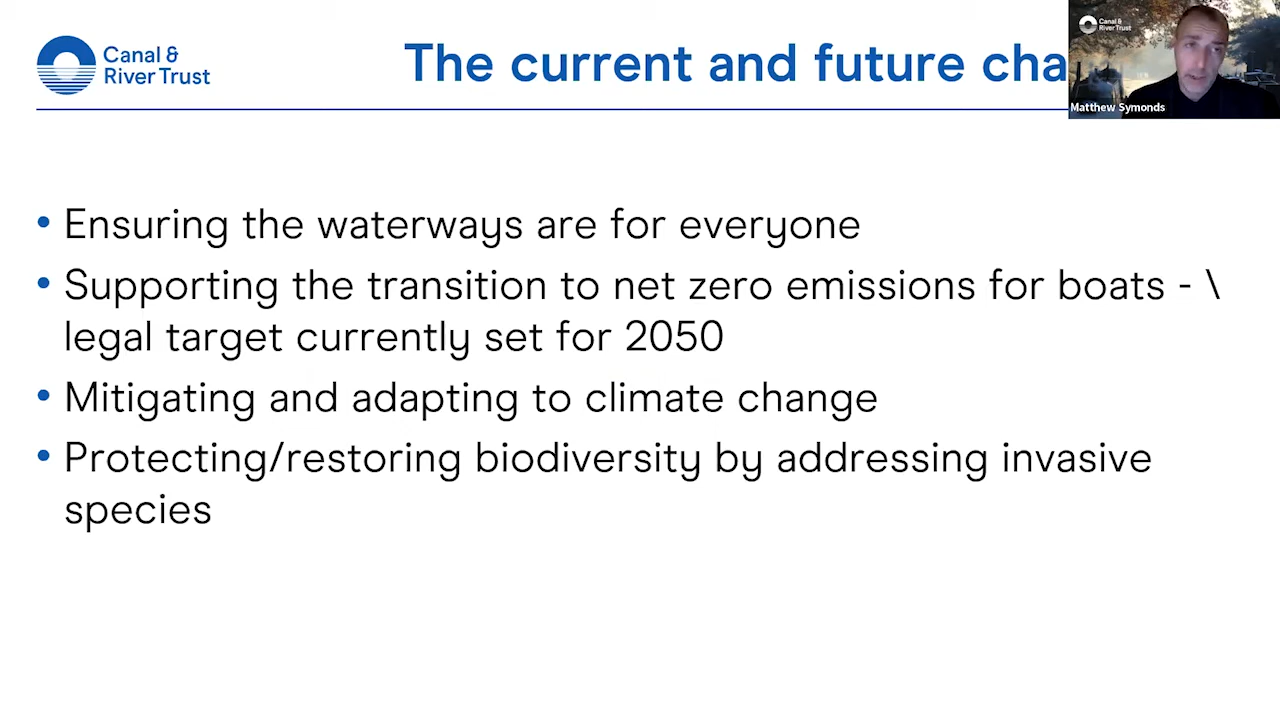 Canal &
River Trust
The current and future cha
Canal &
River Trust
Matthew Symonds
• Ensuring the waterways are for everyone
• Supporting the transition to net zero emissions for boats - \
legal target currently set for 2050
• Mitigating and adapting to climate change
• Protecting/restoring biodiversity by addressing invasive
species